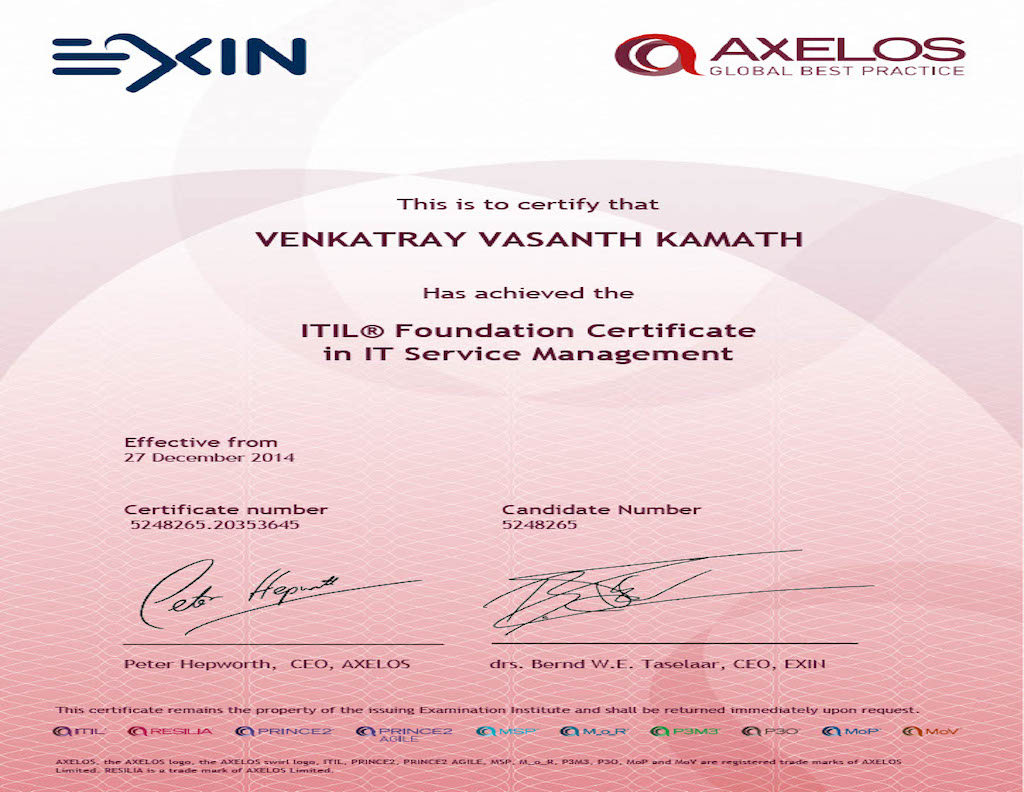 EXIN
AXELOS
GLOBAL BEST PRACTICE
This is to certify that
VENKATRAY VASANTH KAMATH
Has achieved the
ITIL® Foundation Certificate
in IT Service Management
Effective from
27 December 2014
Certificate number
5248265.20353645
Candidate Number
5248265
Peter Hepworth
Peter Hepworth, CEO, AXELOS
drs. Bernd W.E. Taselaar, CEO, EXIN
This certificate remains the property of the issuing Examination Institute and shall be returned immediately upon request.
ITIL® RESILIA PRINCE2 PRINCE2 AGILE MSP M_o_R P3M3 P3O MoP MoV
AXELOS, the AXELOS logo, the AXELOS swirl logo, ITIL, PRINCE2, PRINCE2 AGILE, MSP, M_o_R, P3M3, P3O, MoP and MoV are registered trade marks of AXELOS
Limited. RESILIA is a trade mark of AXELOS Limited.